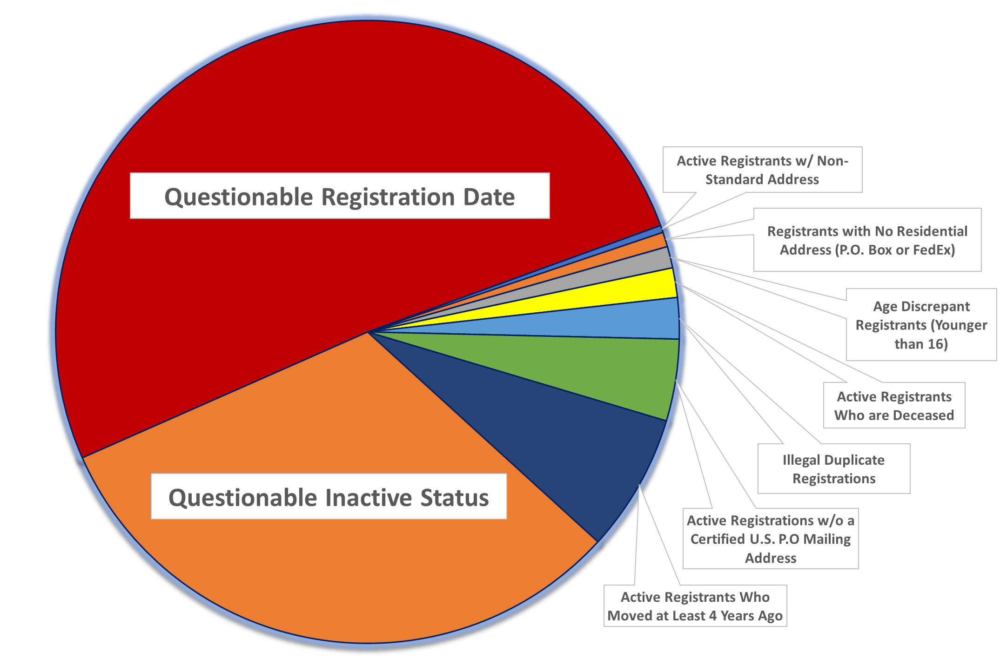 Active Registrants w/ Non-
Standard Address
Questionable Registration Date
Registrants with No Residential
Address (P.O. Box or FedEx)
Age Discrepant
Registrants (Younger
than 16)
Active Registrants
Who are Deceased
Illegal Duplicate
Registrations
Questionable Inactive Status
Active Registrations w/o a
Certified U.S. P.O Mailing
Address
Active Registrants Who
Moved at Least 4 Years Ago